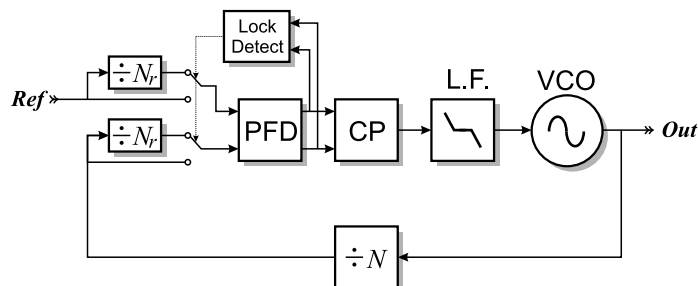 Lock
Detect
÷ Nr
Ref
÷ Nr
PFD
CP
L.F.
VCO
Out
÷ N